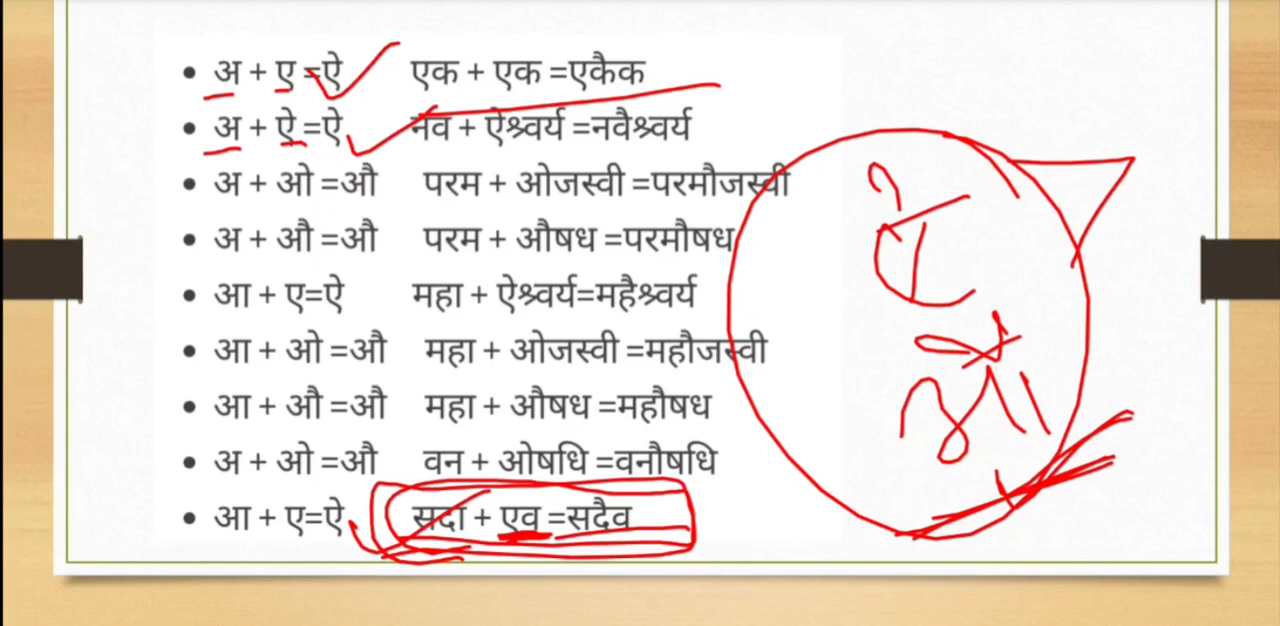 • अ + ए =ऐ एक + एक =एकैक
• अ + ऐ =ऐ नव + ऐश्र्वर्य =नवैश्र्वर्य
• अ + ओ =औ परम + ओजस्वी =परमौजस्वी
• अ + औ =औ परम + औषध =परमौषध
• आ + ए=ऐ महा + ऐश्र्वर्य=महैश्र्वर्य
• आ + ओ =औ महा + ओजस्वी =महौजस्वी
• आ + औ =औ महा + औषध =महौषध
• अ + ओ =औ वन + ओषधि =वनौषधि
• आ + ए=ऐ सदा + एव =सदैव